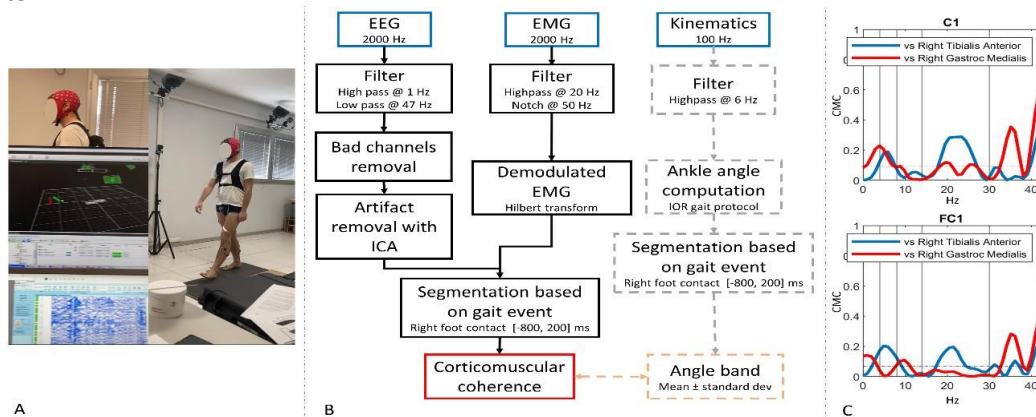 EEG
2000 Hz
EMG
2000 Hz
Kinematics
100 Hz
Filter
High pass @ 1 Hz
Low pass @ 47 Hz
Filter
Highpass @ 20 Hz
Notch @ 50 Hz
Filter
Highpass @ 6 Hz
Bad channels
removal
Demodulated
EMG
Hilbert transform
Ankle angle
computation
IOR gait protocol
Artifact
removal with
ICA
Segmentation based
on gait event
Right foot contact [-800, 200] ms
Segmentation based
on gait event
Right foot contact [-800, 200] ms
Corticomuscular
coherence
Angle band
Mean ± standard dev
C1
1
vs Right Tibialis Anterior
vs Right Gastroc Medialis
0.8
CMC
0.4
0.2
0
0 10 20 30 40
Hz
FC1
1
vs Right Tibialis Anterior
vs Right Gastroc Medialis
0.8
CMC
0.4
0.2
0
0 10 20 30 40
Hz
A
B
C